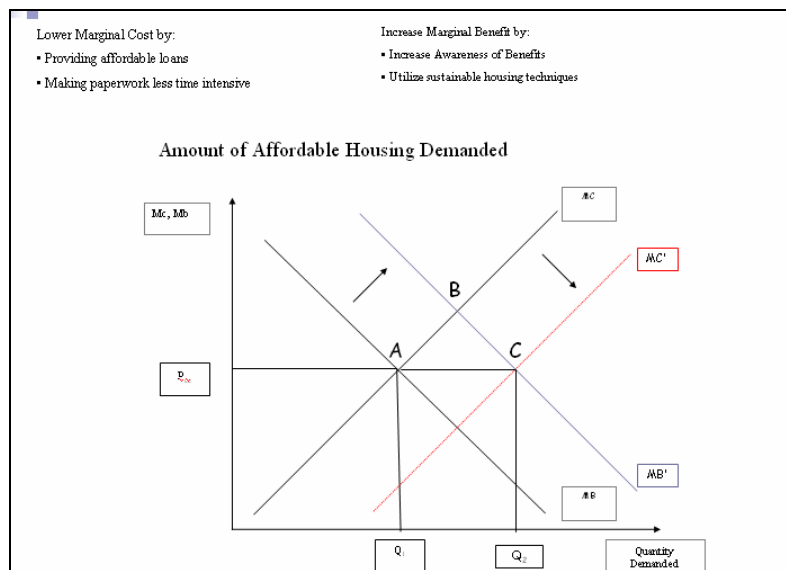 Lower Marginal Cost by:
▪ Providing affordable loans
▪ Making paperwork less time intensive
Increase Marginal Benefit by:
▪ Increase Awareness of Benefits
▪ Utilize sustainable housing techniques
Amount of Affordable Housing Demanded
Mc, Mb
MC
MC'
B
A
C
MB'
MB
Q₁
Q₂
Quantity
Demanded